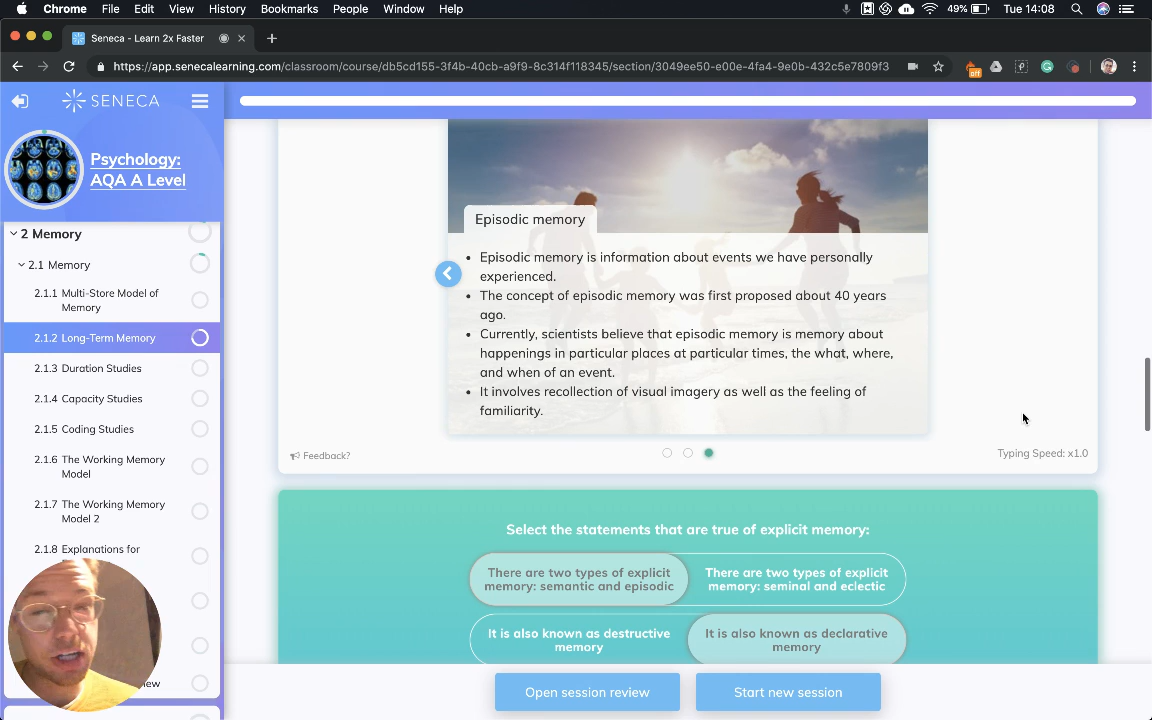 Chrome File Edit View History Bookmarks People Window Help 49% Tue 14:08
Seneca - Learn 2x Faster
https://app.senecalearning.com/classroom/course/db5cd155-3f4b-40cb-a9f9-8c314f118345/section/3049ee50-e00e-4fa4-9e0b-432c5e7809f3
off
SENECA
Psychology:
AQA A Level
2 Memory
2.1 Memory
2.1.1 Multi-Store Model of
Memory
2.1.2 Long-Term Memory
2.1.3 Duration Studies
2.1.4 Capacity Studies
2.1.5 Coding Studies
2.1.6 The Working Memory
Model
2.1.7 The Working Memory
Model 2
2.1.8 Explanations for
Episodic memory
• Episodic memory is information about events we have personally
experienced.
• The concept of episodic memory was first proposed about 40 years
ago.
• Currently, scientists believe that episodic memory is memory about
happenings in particular places at particular times, the what, where,
and when of an event.
• It involves recollection of visual imagery as well as the feeling of
familiarity.
Feedback?
Typing Speed: x1.0
Select the statements that are true of explicit memory:
There are two types of explicit
memory: semantic and episodic
There are two types of explicit
memory: seminal and eclectic
It is also known as destructive
memory
It is also known as declarative
memory
Open session review
Start new session